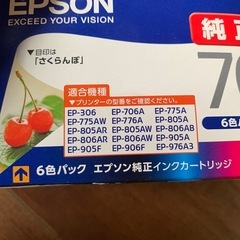 EPSON
EXCEED YOUR VISION
純正
▼目印は
「さくらんぼ」
70
適合機種
▼プリンターの型番をご確認ください。
EP-306 EP-706A EP-775A
EP-775AW EP-776A EP-805A
EP-805AR EP-805AW EP-806AB
EP-806AR EP-806AW EP-905A
EP-905F EP-906F EP-976A3
6色パック エプソン純正インクカートリッジ